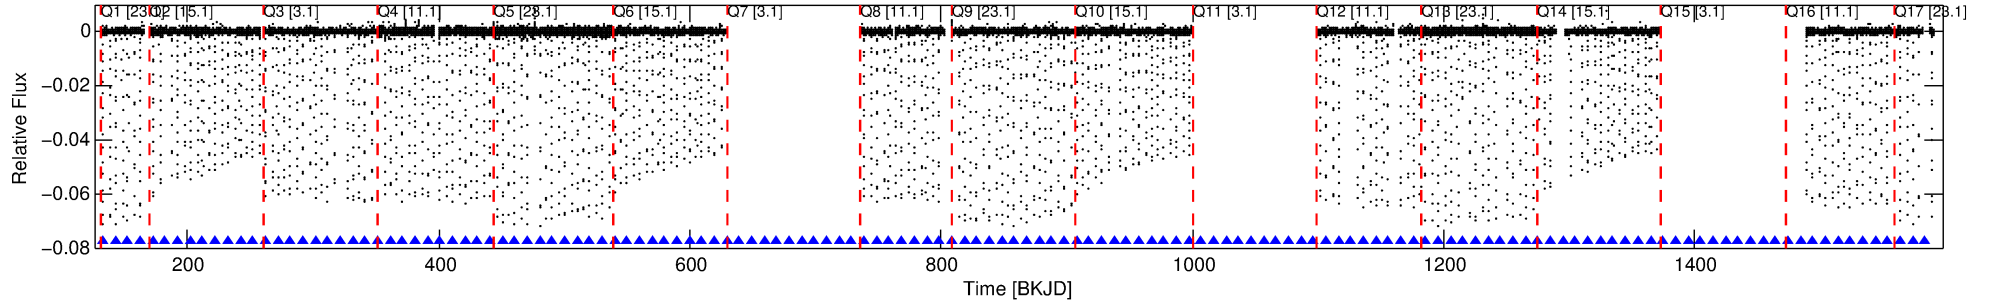 Q1 [23.1] Q2 [15.1] Q3 [3.1] Q4 [11.1] Q5 [23.1] Q6 [15.1] Q7 [3.1] Q8 [11.1] Q9 [23.1] Q10 [15.1] Q11 [3.1] Q12 [11.1] Q13 [23.1] Q14 [15.1] Q15 [3.1] Q16 [11.1] Q17 [23.1]
0
−0.02
−0.04
−0.06
−0.08
Relative Flux
200 400 600 800 1000 1200 1400
Time [BKJD]